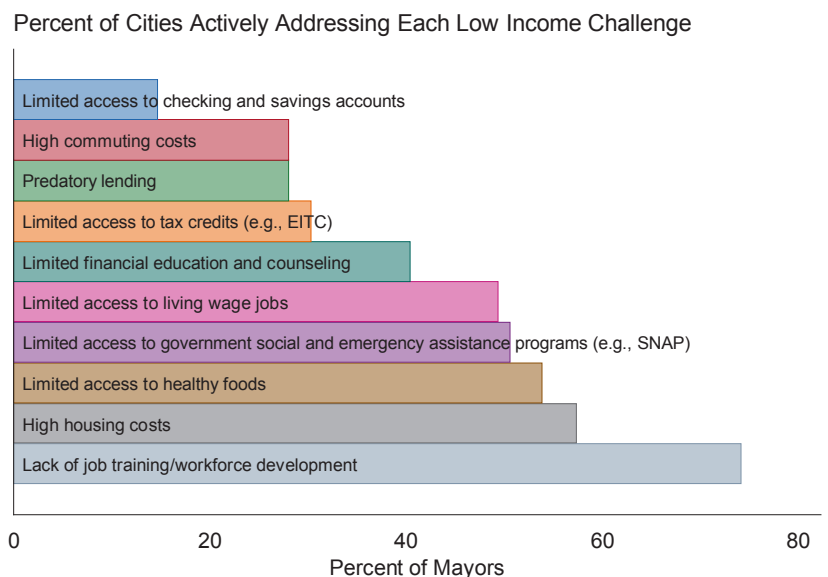 Percent of Cities Actively Addressing Each Low Income Challenge
Limited access to checking and savings accounts
High commuting costs
Predatory lending
Limited access to tax credits (e.g., EITC)
Limited financial education and counseling
Limited access to living wage jobs
Limited access to government social and emergency assistance programs (e.g., SNAP)
Limited access to healthy foods
High housing costs
Lack of job training/workforce development
0 20 40 60 80
Percent of Mayors